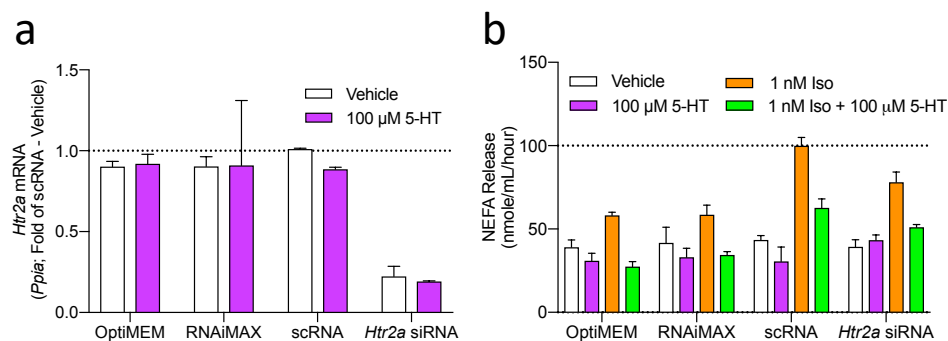 a
b
Htr2a mRNA
(Ppia; Fold of scRNA - Vehicle)
1.5
1.0
0.5
0.0
Vehicle
100 µM 5-HT
OptiMEM
RNAiMAX
scRNA
Htr2a siRNA
NEFA Release
(nmole/mL/hour)
150
100
50
0
Vehicle
100 µM 5-HT
1 nM Iso
1 nM Iso + 100 µM 5-HT
OptiMEM
RNAiMAX
scRNA
Htr2a siRNA